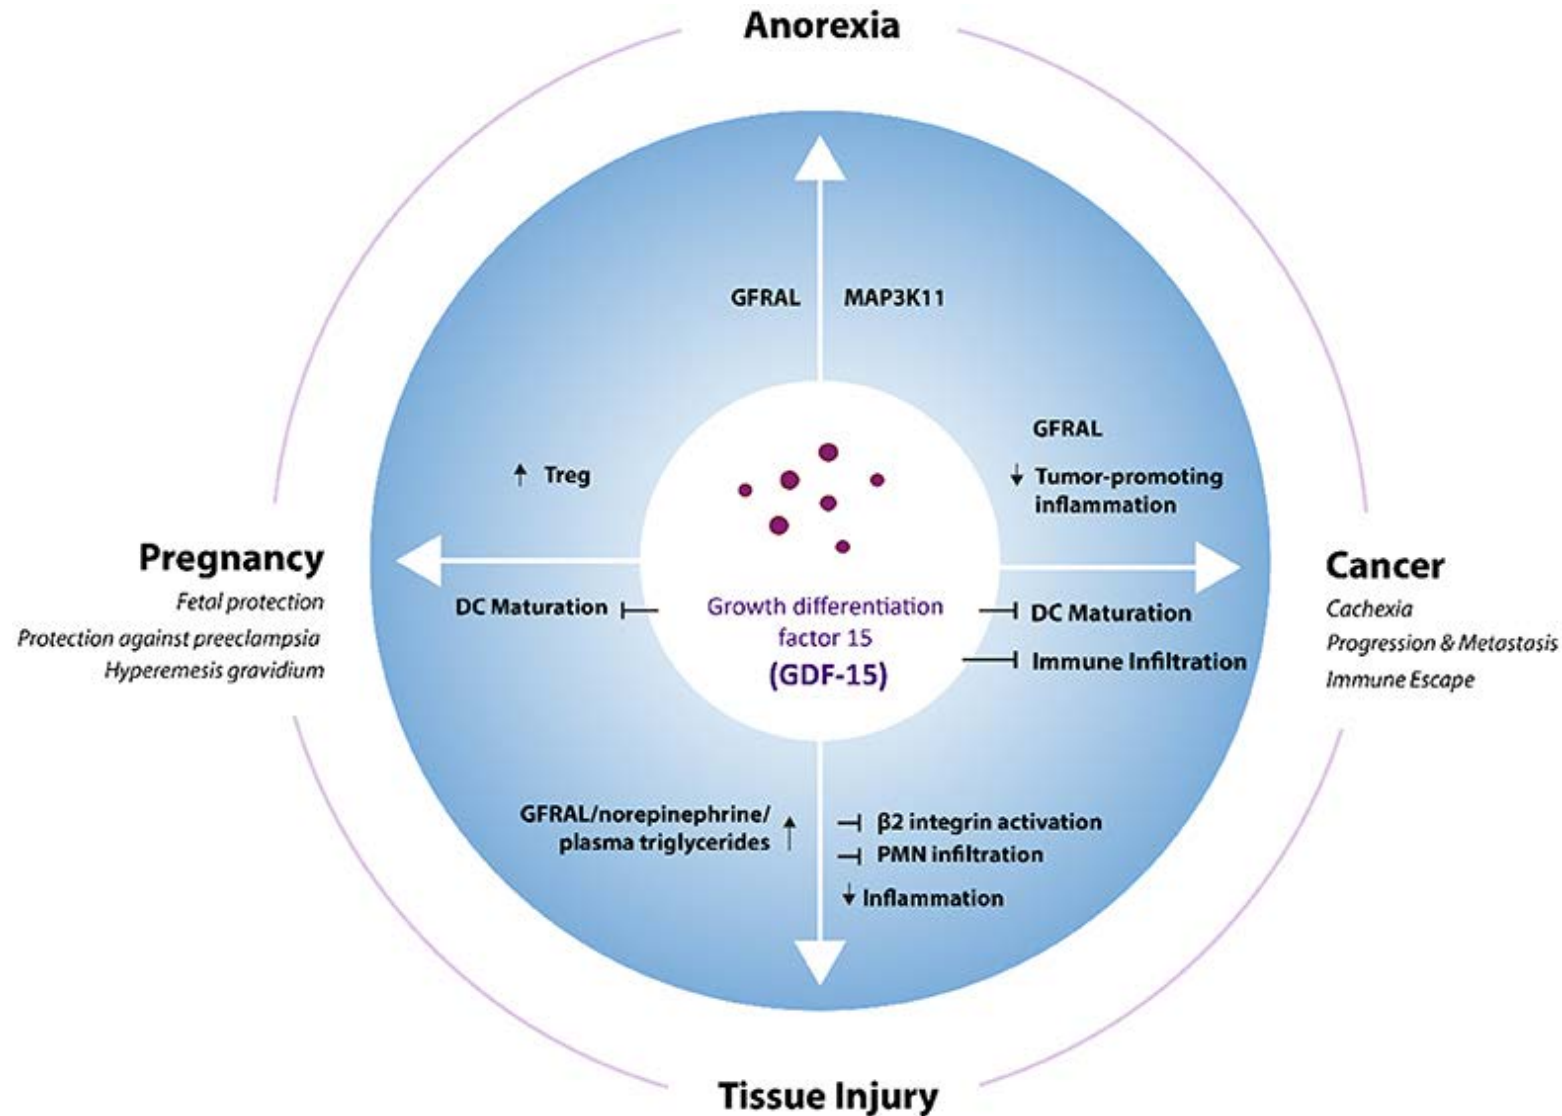 Anorexia
GFRAL
MAP3K11
GFRAL
↓ Tumor-promoting
inflammation
↑ Treg
Pregnancy
Fetal protection
Protection against preeclampsia
Hyperemesis gravidium
DC Maturation
Growth differentiation
factor 15
(GDF-15)
DC Maturation
Immune Infiltration
Cancer
Cachexia
Progression & Metastasis
Immune Escape
GFRAL/norepinephrine/
plasma triglycerides ↑
β2 integrin activation
PMN infiltration
↓ Inflammation
Tissue Injury